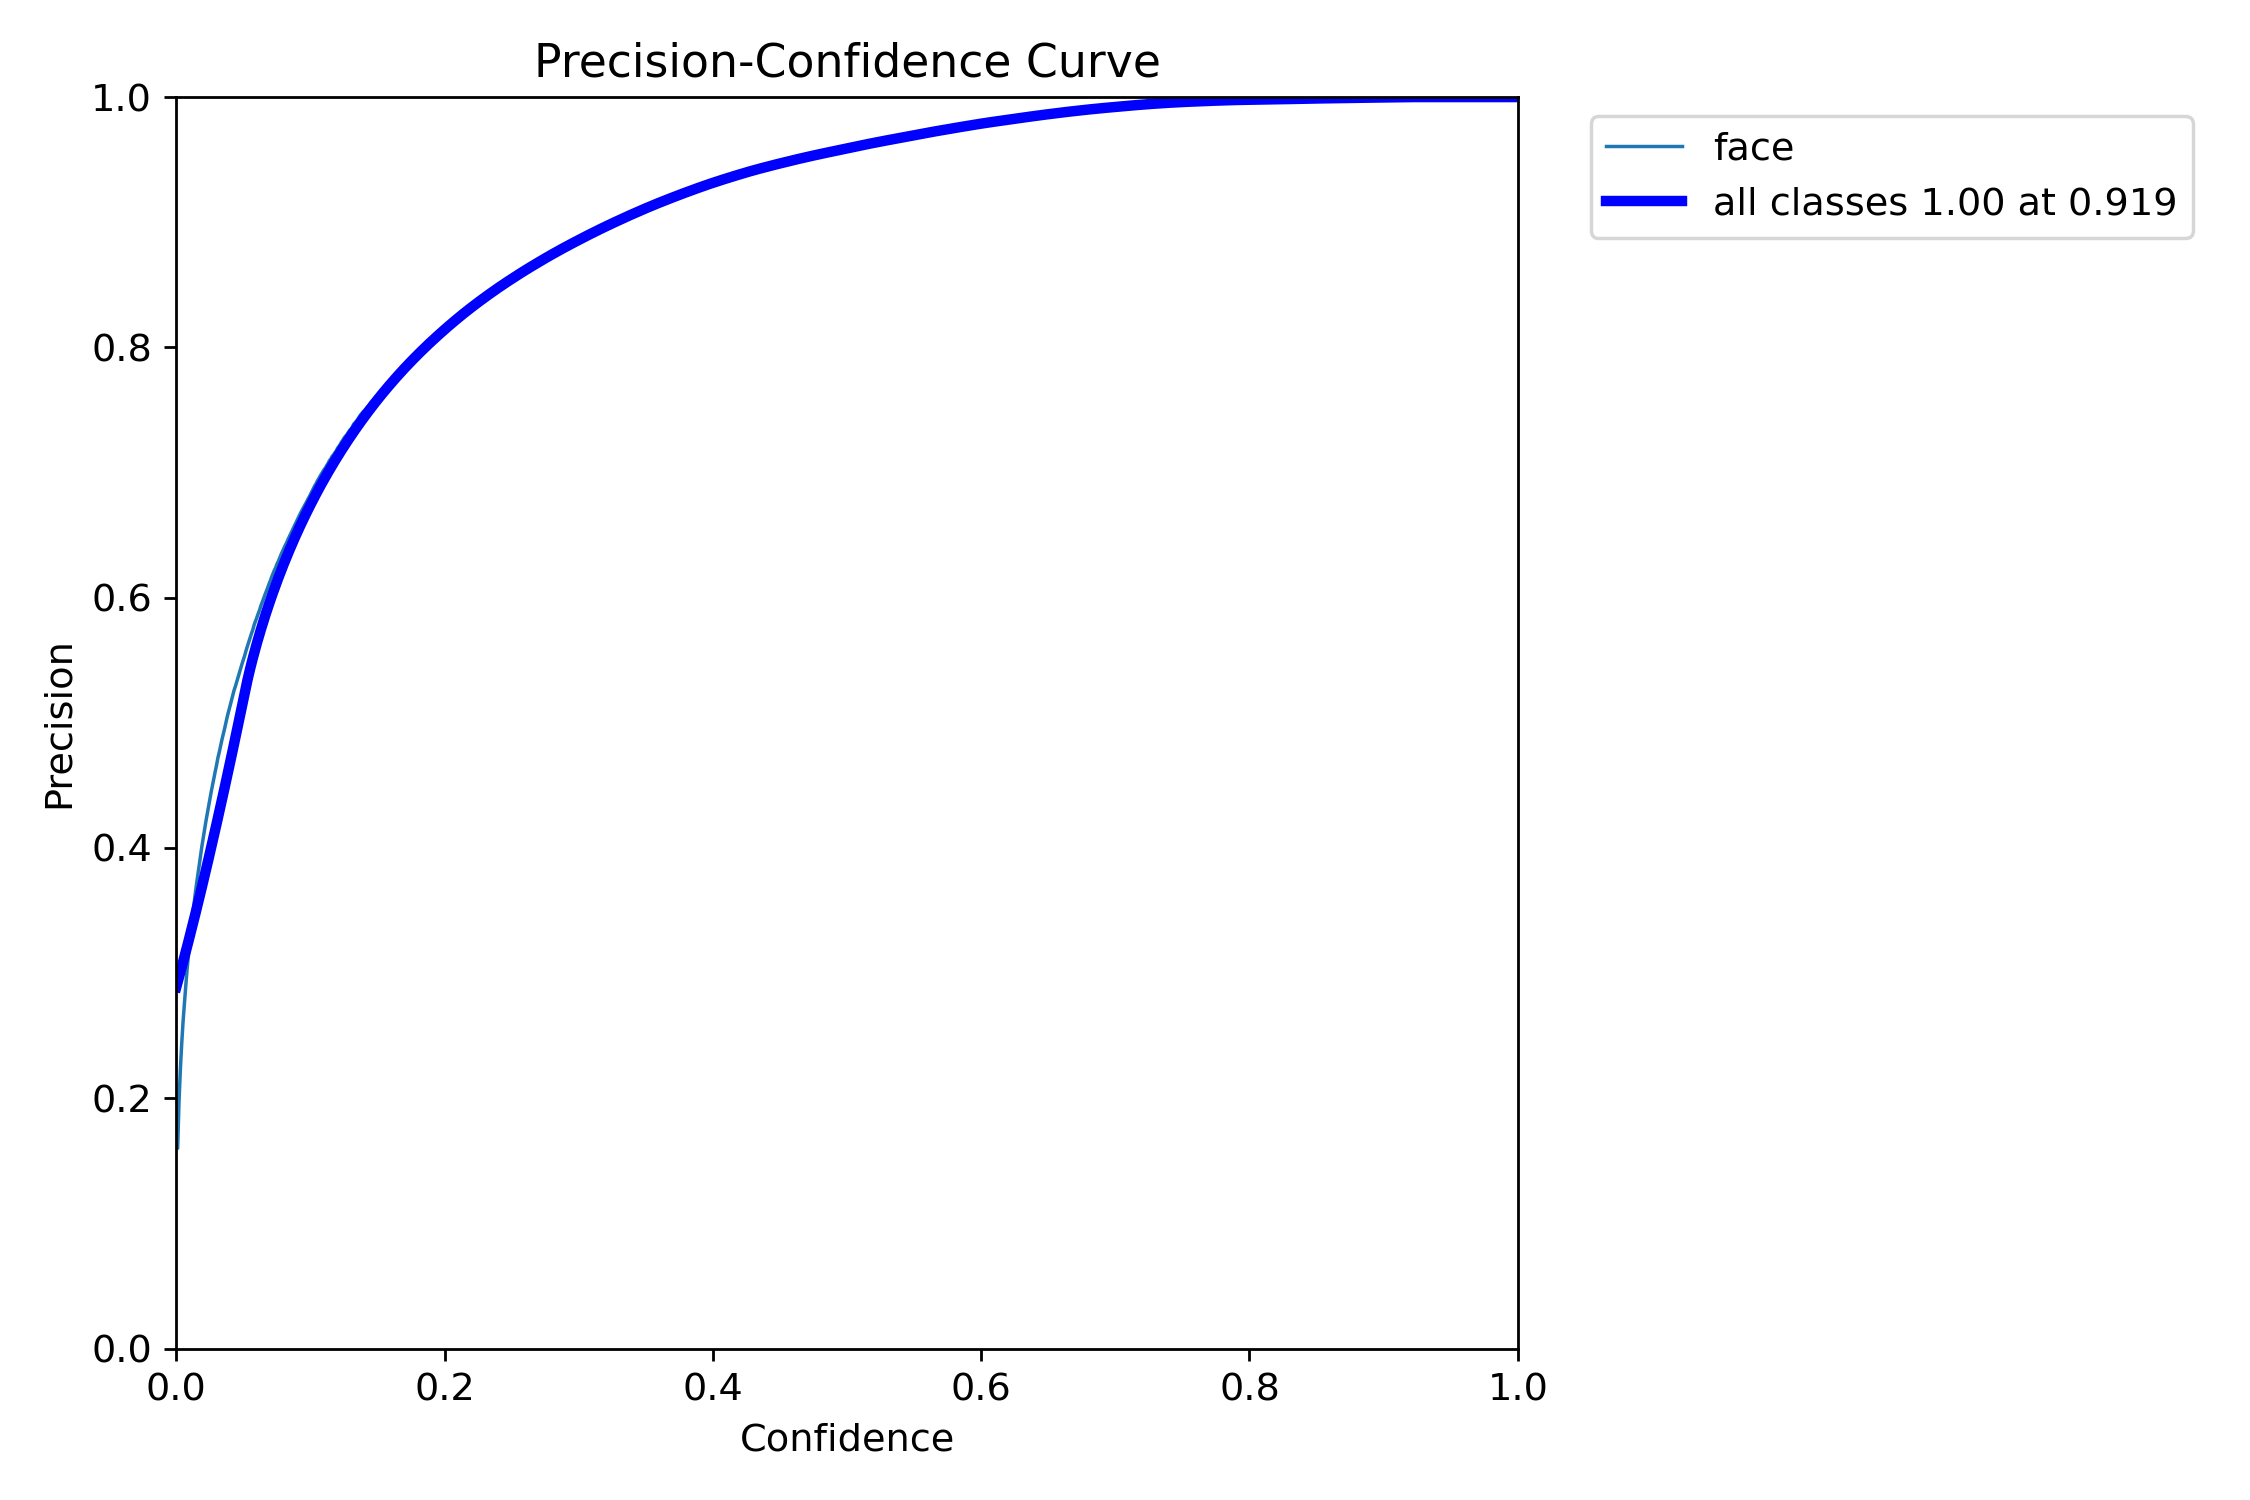 Precision-Confidence Curve
1.0
0.8
0.6
0.4
0.2
0.0
Precision
0.0 0.2 0.4 0.6 0.8 1.0
Confidence
face
all classes 1.00 at 0.919